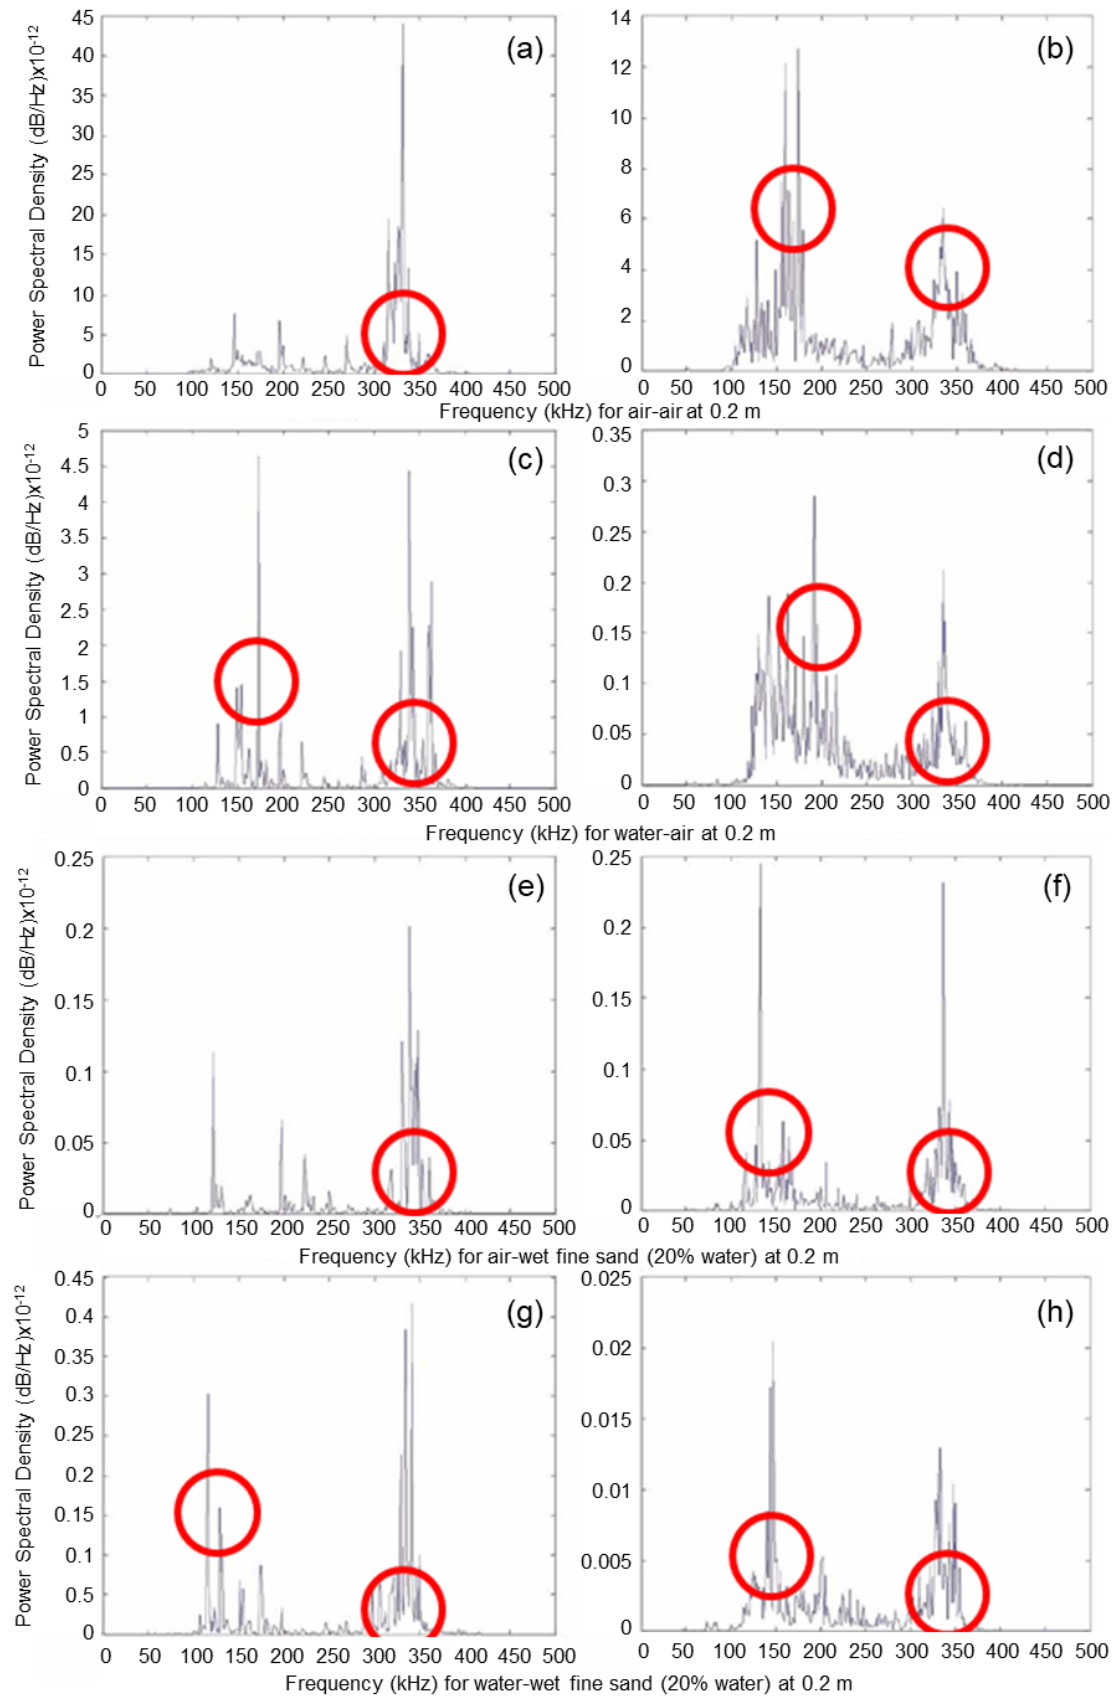 Power Spectral Density (dB/Hz)x10-12
45
40
35
30
25
20
15
10
5
0
(a)
0 50 100 150 200 250 300 350 400 450 500
14
12
10
8
6
4
2
0
(b)
0 50 100 150 200 250 300 350 400 450 500
Frequency (kHz) for air-air at 0.2 m
Power Spectral Density (dB/Hz)x10-12
5
4.5
4
3.5
3
2.5
2
1.5
1
0.5
0
(c)
0 50 100 150 200 250 300 350 400 450 500
0.35
0.3
0.25
0.2
0.15
0.1
0.05
0
(d)
0 50 100 150 200 250 300 350 400 450 500
Frequency (kHz) for water-air at 0.2 m
Power Spectral Density (dB/Hz)x10-12
0.25
0.2
0.15
0.1
0.05
0
(e)
0 50 100 150 200 250 300 350 400 450 500
0.25
0.2
0.15
0.1
0.05
0
(f)
0 50 100 150 200 250 300 350 400 450 500
Frequency (kHz) for air-wet fine sand (20% water) at 0.2 m
Power Spectral Density (dB/Hz)x10-12
0.45
0.4
0.35
0.3
0.25
0.2
0.15
0.1
0.5
0
(g)
0 50 100 150 200 250 300 350 400 450 500
0.025
0.02
0.015
0.01
0.005
0
(h)
0 50 100 150 200 250 300 350 400 450 500
Frequency (kHz) for water-wet fine sand (20% water) at 0.2 m